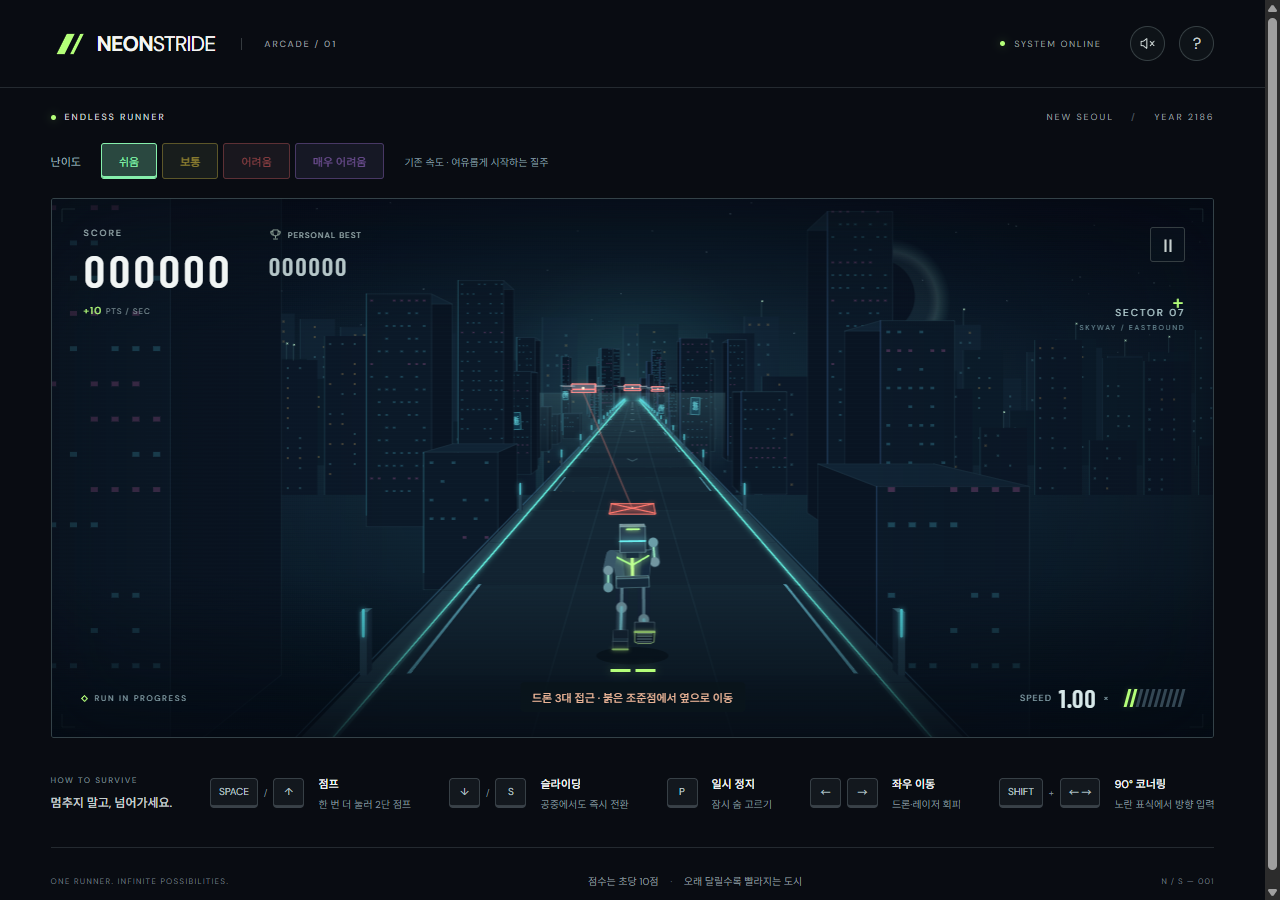 NEONSTRIDE
ARCADE / 01
SYSTEM ONLINE
?
ENDLESS RUNNER
NEW SEOUL / YEAR 2186
난이도
쉬움
보통
어려움
매우 어려움
기존 속도 · 여유롭게 시작하는 질주
SCORE
000000
+10 PTS / SEC
PERSONAL BEST
000000
SECTOR 07
SKYWAY / EASTBOUND
RUN IN PROGRESS
드론 3대 접근 · 붉은 조준점에서 옆으로 이동
SPEED 1.00 ×
HOW TO SURVIVE
멈추지 말고, 넘어가세요.
SPACE / ↑
점프
한 번 더 눌러 2단 점프
↓ / S
슬라이딩
공중에서도 즉시 전환
P
일시 정지
잠시 숨 고르기
← →
좌우 이동
드론·레이저 회피
SHIFT + ← →
90° 코너링
노란 표식에서 방향 입력
ONE RUNNER. INFINITE POSSIBILITIES.
점수는 초당 10점 · 오래 달릴수록 빨라지는 도시
N / S — 001